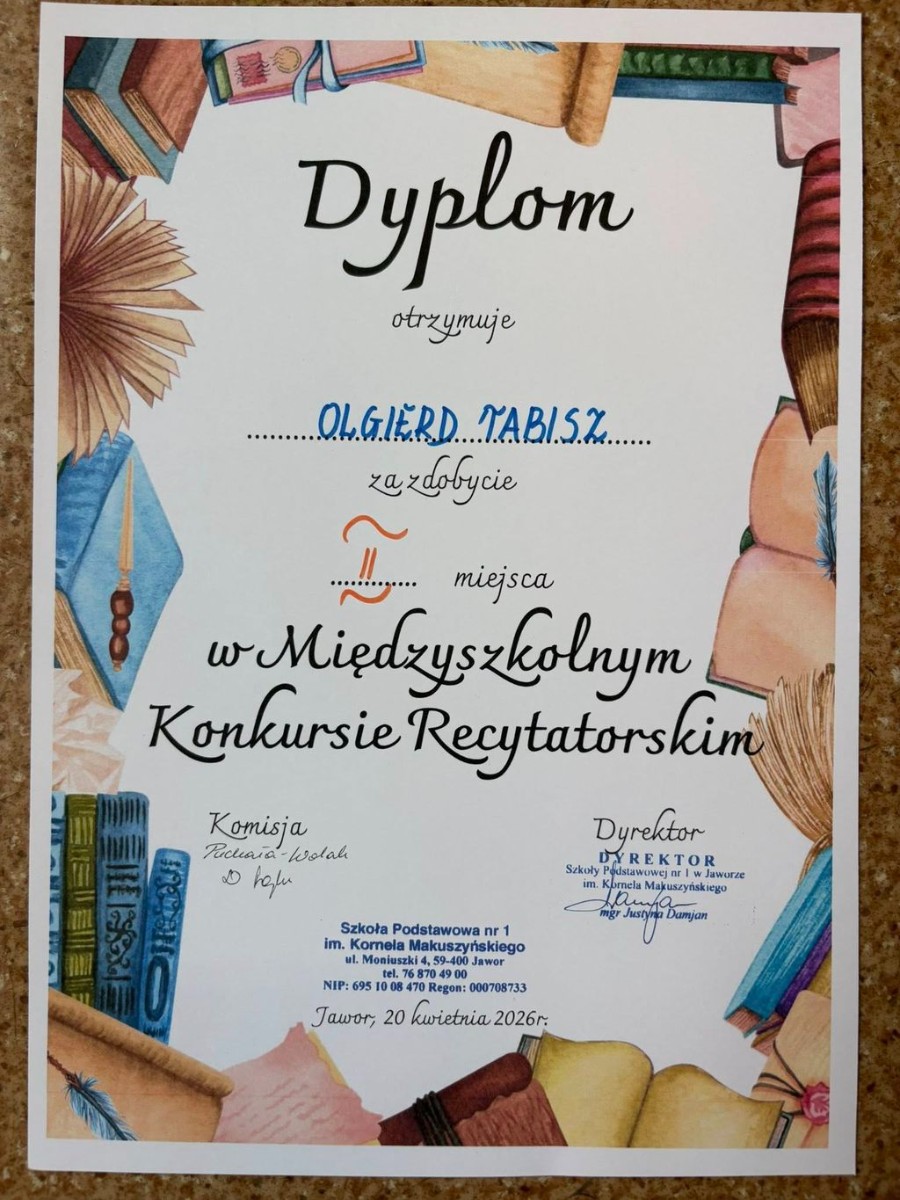 Dyplom
otrzymuje
OLGIERD TABISZ
za zdobycie
II miejsca
w Międzyszkolnym
Konkursie Recytatorskim
Komisja
Dyrektor
DYREKTOR
Szkoły Podstawowej nr 1 w Jaworze
im. Kornela Makuszyńskiego
mgr Justyna Damjan
Szkoła Podstawowa nr 1
im. Kornela Makuszyńskiego
ul. Moniuszki 4, 59-400 Jawor
tel. 76 870 49 00
NIP: 695 10 08 470 Regon: 000708733
Jawor, 20 kwietnia 2026r.